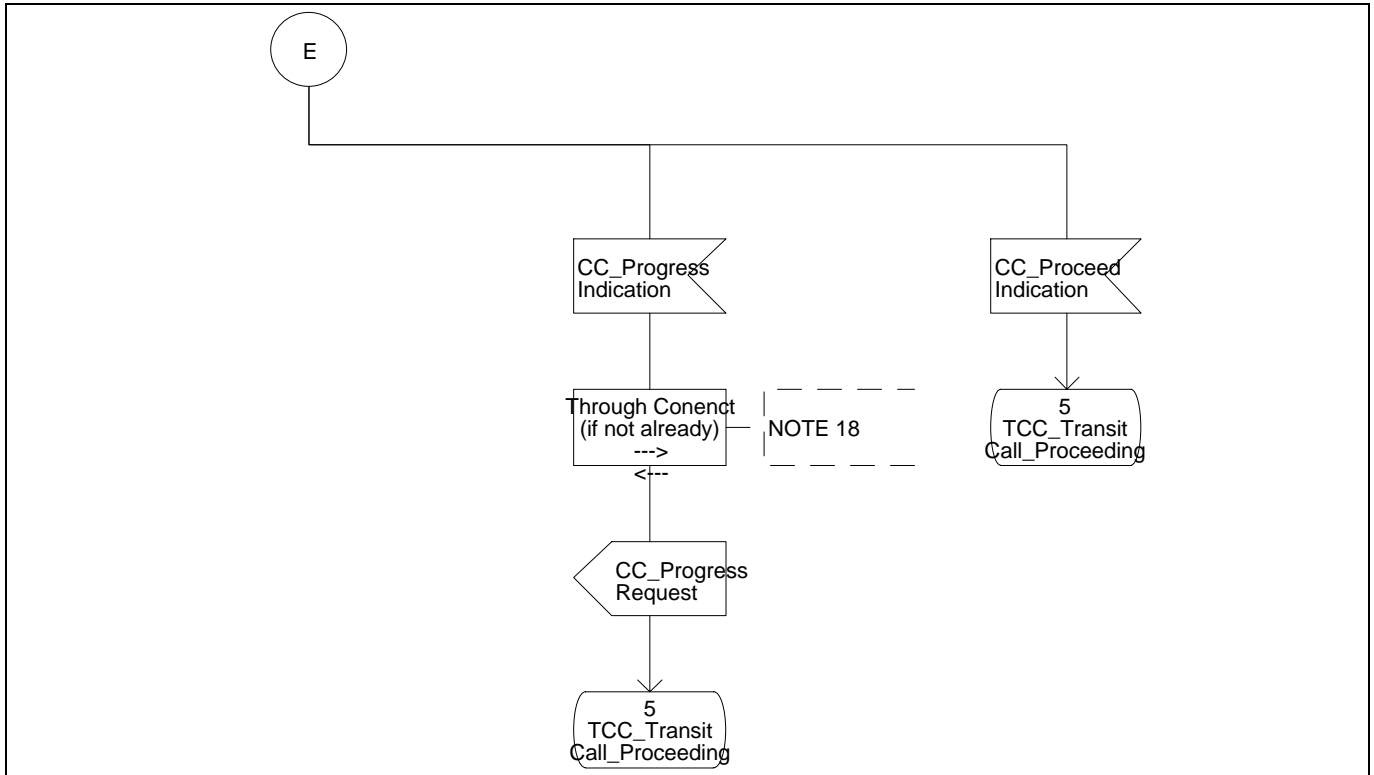 E
CC_Progress
Indication
CC_Proceed
Indication
Through Conenct
(if not already)
--->
<---
NOTE 18
5
TCC_Transit
Call_Proceeding
CC_Progress
Request
5
TCC_Transit
Call_Proceeding